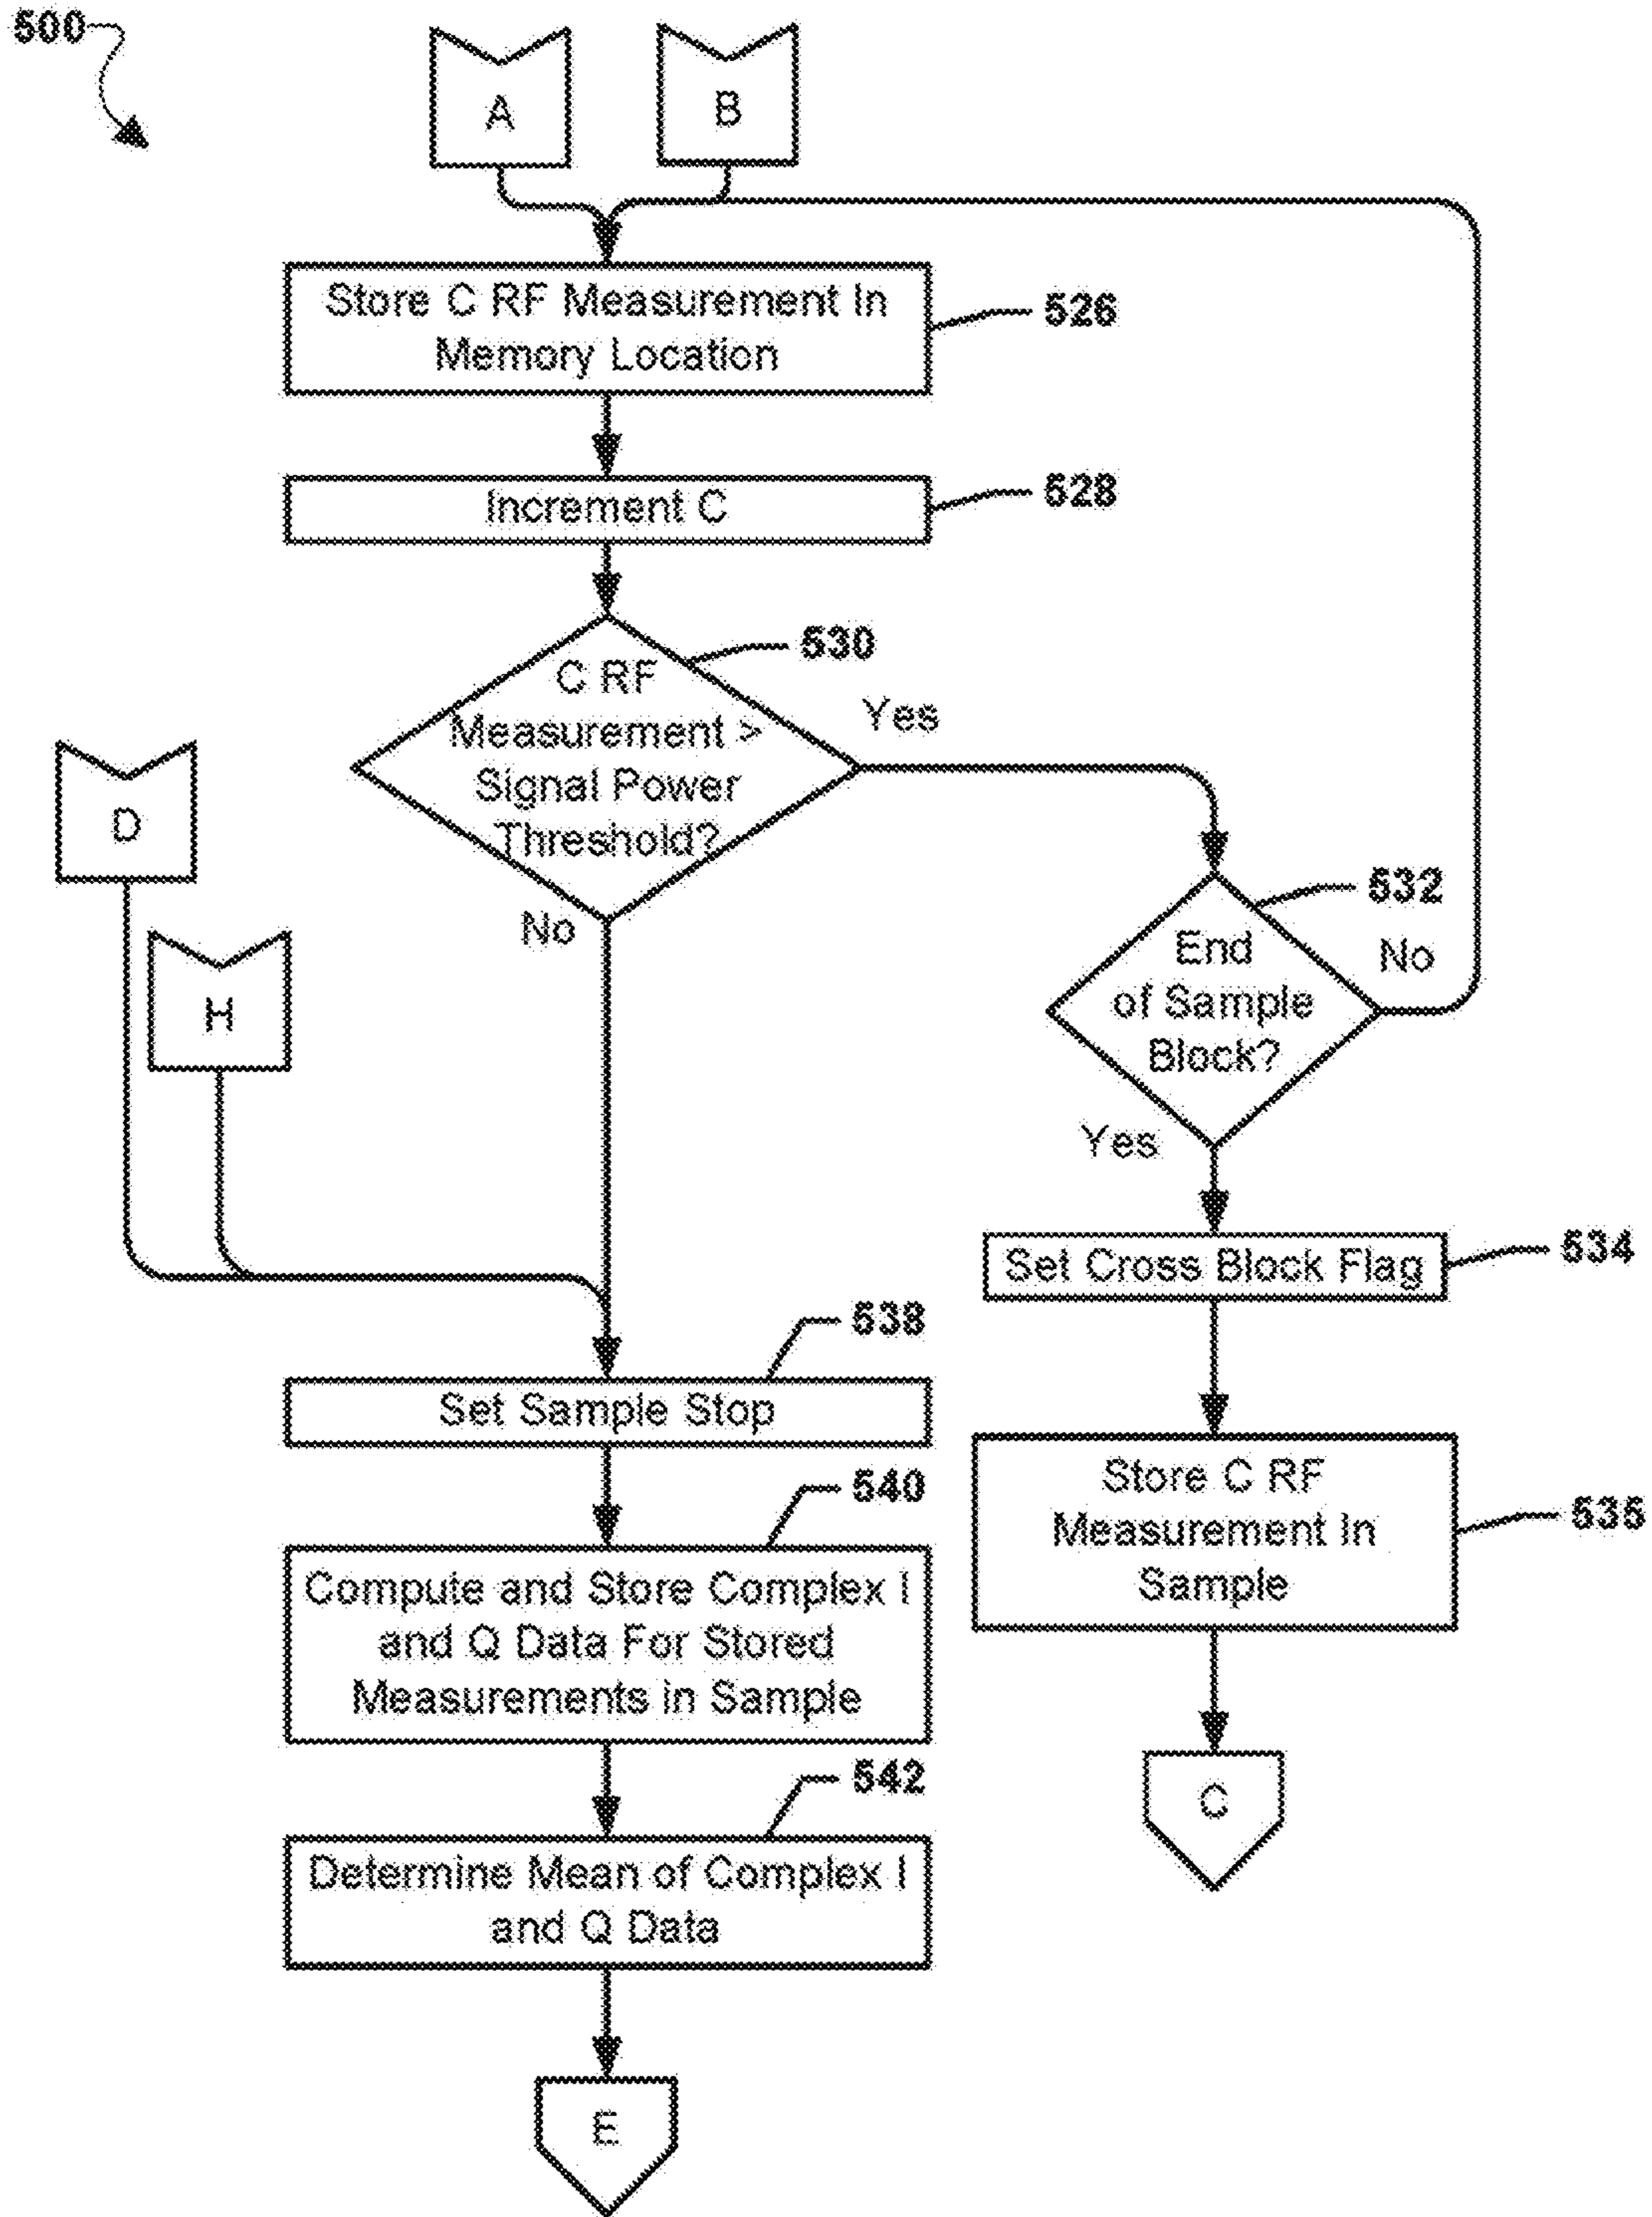 500
A
B
Store C RF Measurement In
Memory Location
526
Increment C
528
530
C RF
Measurement >
Signal Power
Threshold?
Yes
No
D
H
532
End
of Sample
Block?
No
Yes
Set Cross Block Flag
534
538
Set Sample Stop
Store C RF
Measurement In
Sample
536
540
Compute and Store Complex I
and Q Data For Stored
Measurements in Sample
C
542
Determine Mean of Complex I
and Q Data
E